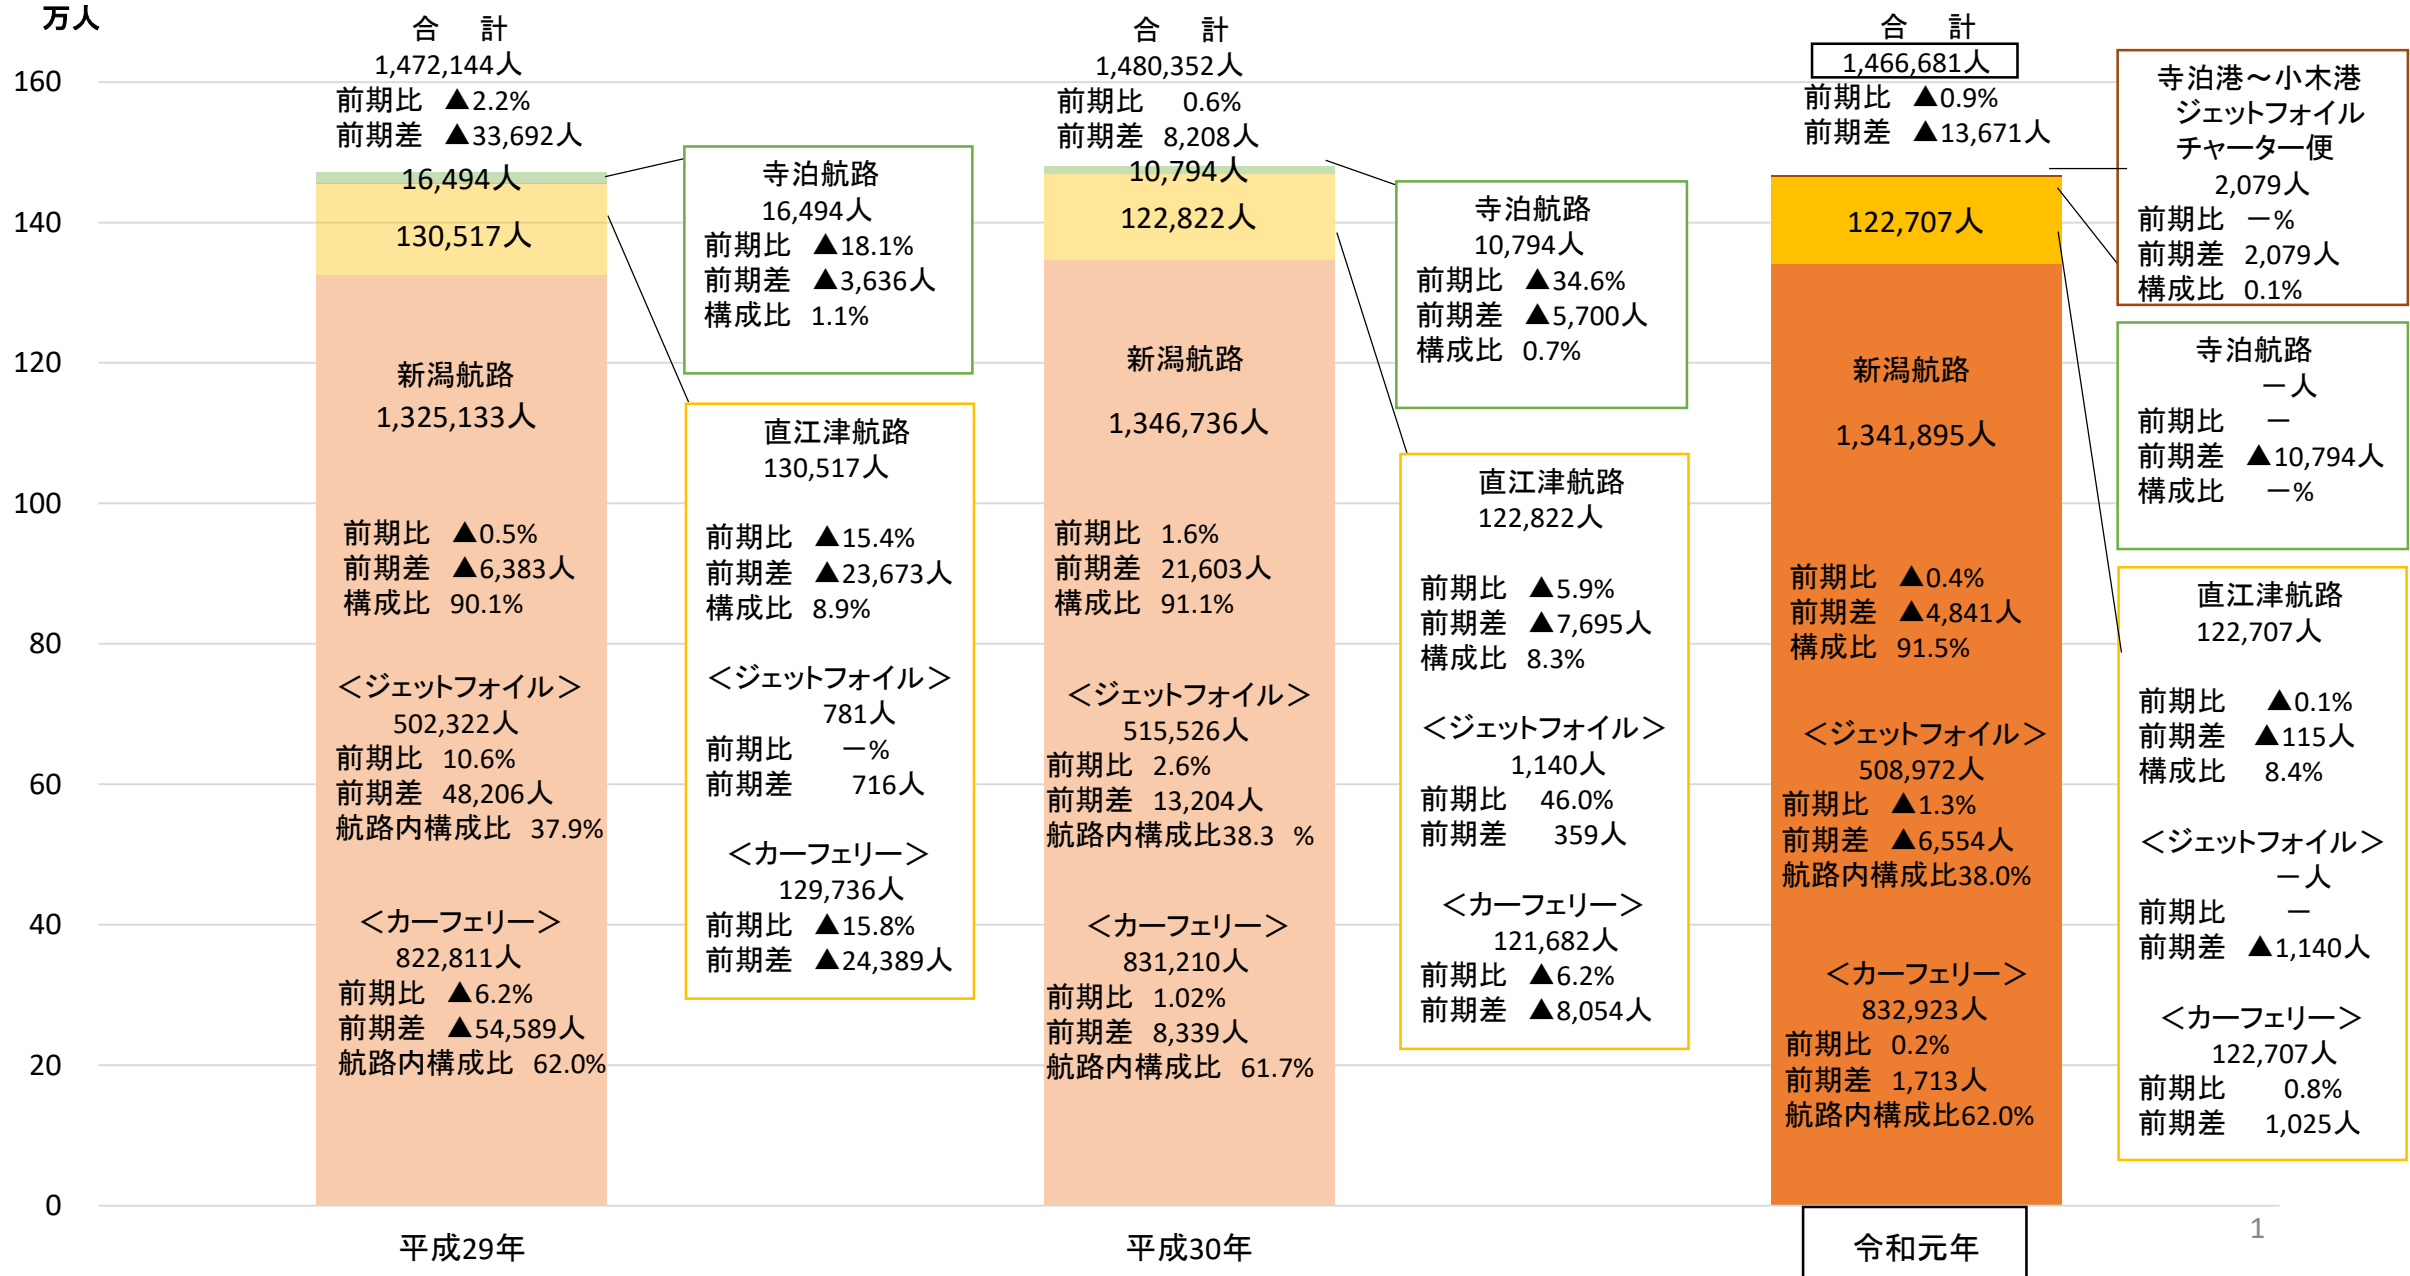 万人
160
140
120
100
80
60
40
20
0
合 計
1,472,144人
前期比 ▲2.2%
前期差 ▲33,692人
16,494人
130,517人
新潟航路
1,325,133人
前期比 ▲0.5%
前期差 ▲6,383人
構成比 90.1%
＜ジェットフォイル＞
502,322人
前期比 10.6%
前期差 48,206人
航路内構成比 37.9%
＜カーフェリー＞
822,811人
前期比 ▲6.2%
前期差 ▲54,589人
航路内構成比 62.0%
平成29年
寺泊航路
16,494人
前期比 ▲18.1%
前期差 ▲3,636人
構成比 1.1%
直江津航路
130,517人
前期比 ▲15.4%
前期差 ▲23,673人
構成比 8.9%
＜ジェットフォイル＞
781人
前期比 －%
前期差 716人
＜カーフェリー＞
129,736人
前期比 ▲15.8%
前期差 ▲24,389人
合 計
1,480,352人
前期比 0.6%
前期差 8,208人
10,794人
122,822人
新潟航路
1,346,736人
前期比 1.6%
前期差 21,603人
構成比 91.1%
＜ジェットフォイル＞
515,526人
前期比 2.6%
前期差 13,204人
航路内構成比38.3 %
＜カーフェリー＞
831,210人
前期比 1.02%
前期差 8,339人
航路内構成比 61.7%
平成30年
寺泊航路
10,794人
前期比 ▲34.6%
前期差 ▲5,700人
構成比 0.7%
直江津航路
122,822人
前期比 ▲5.9%
前期差 ▲7,695人
構成比 8.3%
＜ジェットフォイル＞
1,140人
前期比 46.0%
前期差 359人
＜カーフェリー＞
121,682人
前期比 ▲6.2%
前期差 ▲8,054人
合 計
1,466,681人
前期比 ▲0.9%
前期差 ▲13,671人
122,707人
新潟航路
1,341,895人
前期比 ▲0.4%
前期差 ▲4,841人
構成比 91.5%
＜ジェットフォイル＞
508,972人
前期比 ▲1.3%
前期差 ▲6,554人
航路内構成比38.0%
＜カーフェリー＞
832,923人
前期比 0.2%
前期差 1,713人
航路内構成比62.0%
令和元年
寺泊港～小木港
ジェットフォイル
チャーター便
2,079人
前期比 －%
前期差 2,079人
構成比 0.1%
寺泊航路
－人
前期比 －
前期差 ▲10,794人
構成比 －%
直江津航路
122,707人
前期比 ▲0.1%
前期差 ▲115人
構成比 8.4%
＜ジェットフォイル＞
－人
前期比 －
前期差 ▲1,140人
＜カーフェリー＞
122,707人
前期比 0.8%
前期差 1,025人
1